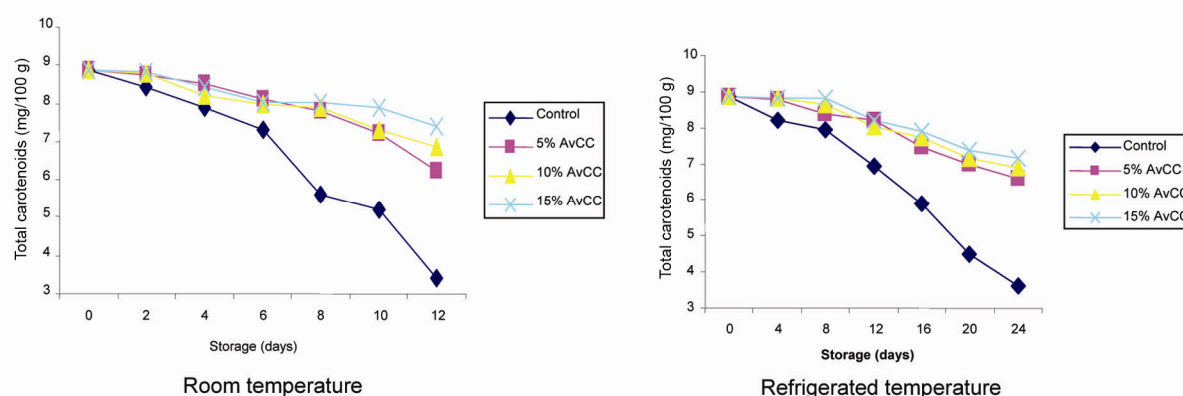 Total carotenoids (mg/100 g)
10
9
8
7
6
5
4
3
0 2 4 6 8 10 12
Storage (days)
Room temperature
Control
5% AvCC
10% AvCC
15% AvCC
Total carotenoids (mg/100 g)
10
9
8
7
6
5
4
3
0 4 8 12 16 20 24
Storage (days)
Refrigerated temperature
Control
5% AvCC
10% AvCC
15% AvCC